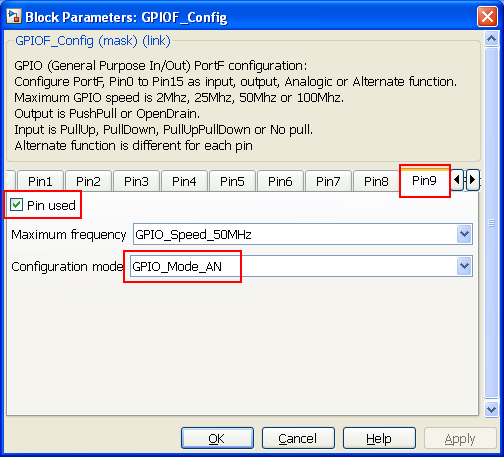 Block Parameters: GPIOF_Config
GPIOF_Config (mask) (link)
GPIO (General Purpose In/Out) PortF configuration:
Configure PortF, Pin0 to Pin15 as input, output, Analogic or Alternate function.
Maximum GPIO speed is 2Mhz, 25Mhz, 50Mhz or 100Mhz.
Output is PushPull or OpenDrain.
Input is PullUp, PullDown, PullUpPullDown or No pull.
Alternate function is different for each pin
Pin1 Pin2 Pin3 Pin4 Pin5 Pin6 Pin7 Pin8 Pin9
Pin used
Maximum frequency GPIO_Speed_50MHz
Configuration mode GPIO_Mode_AN
OK Cancel Help Apply